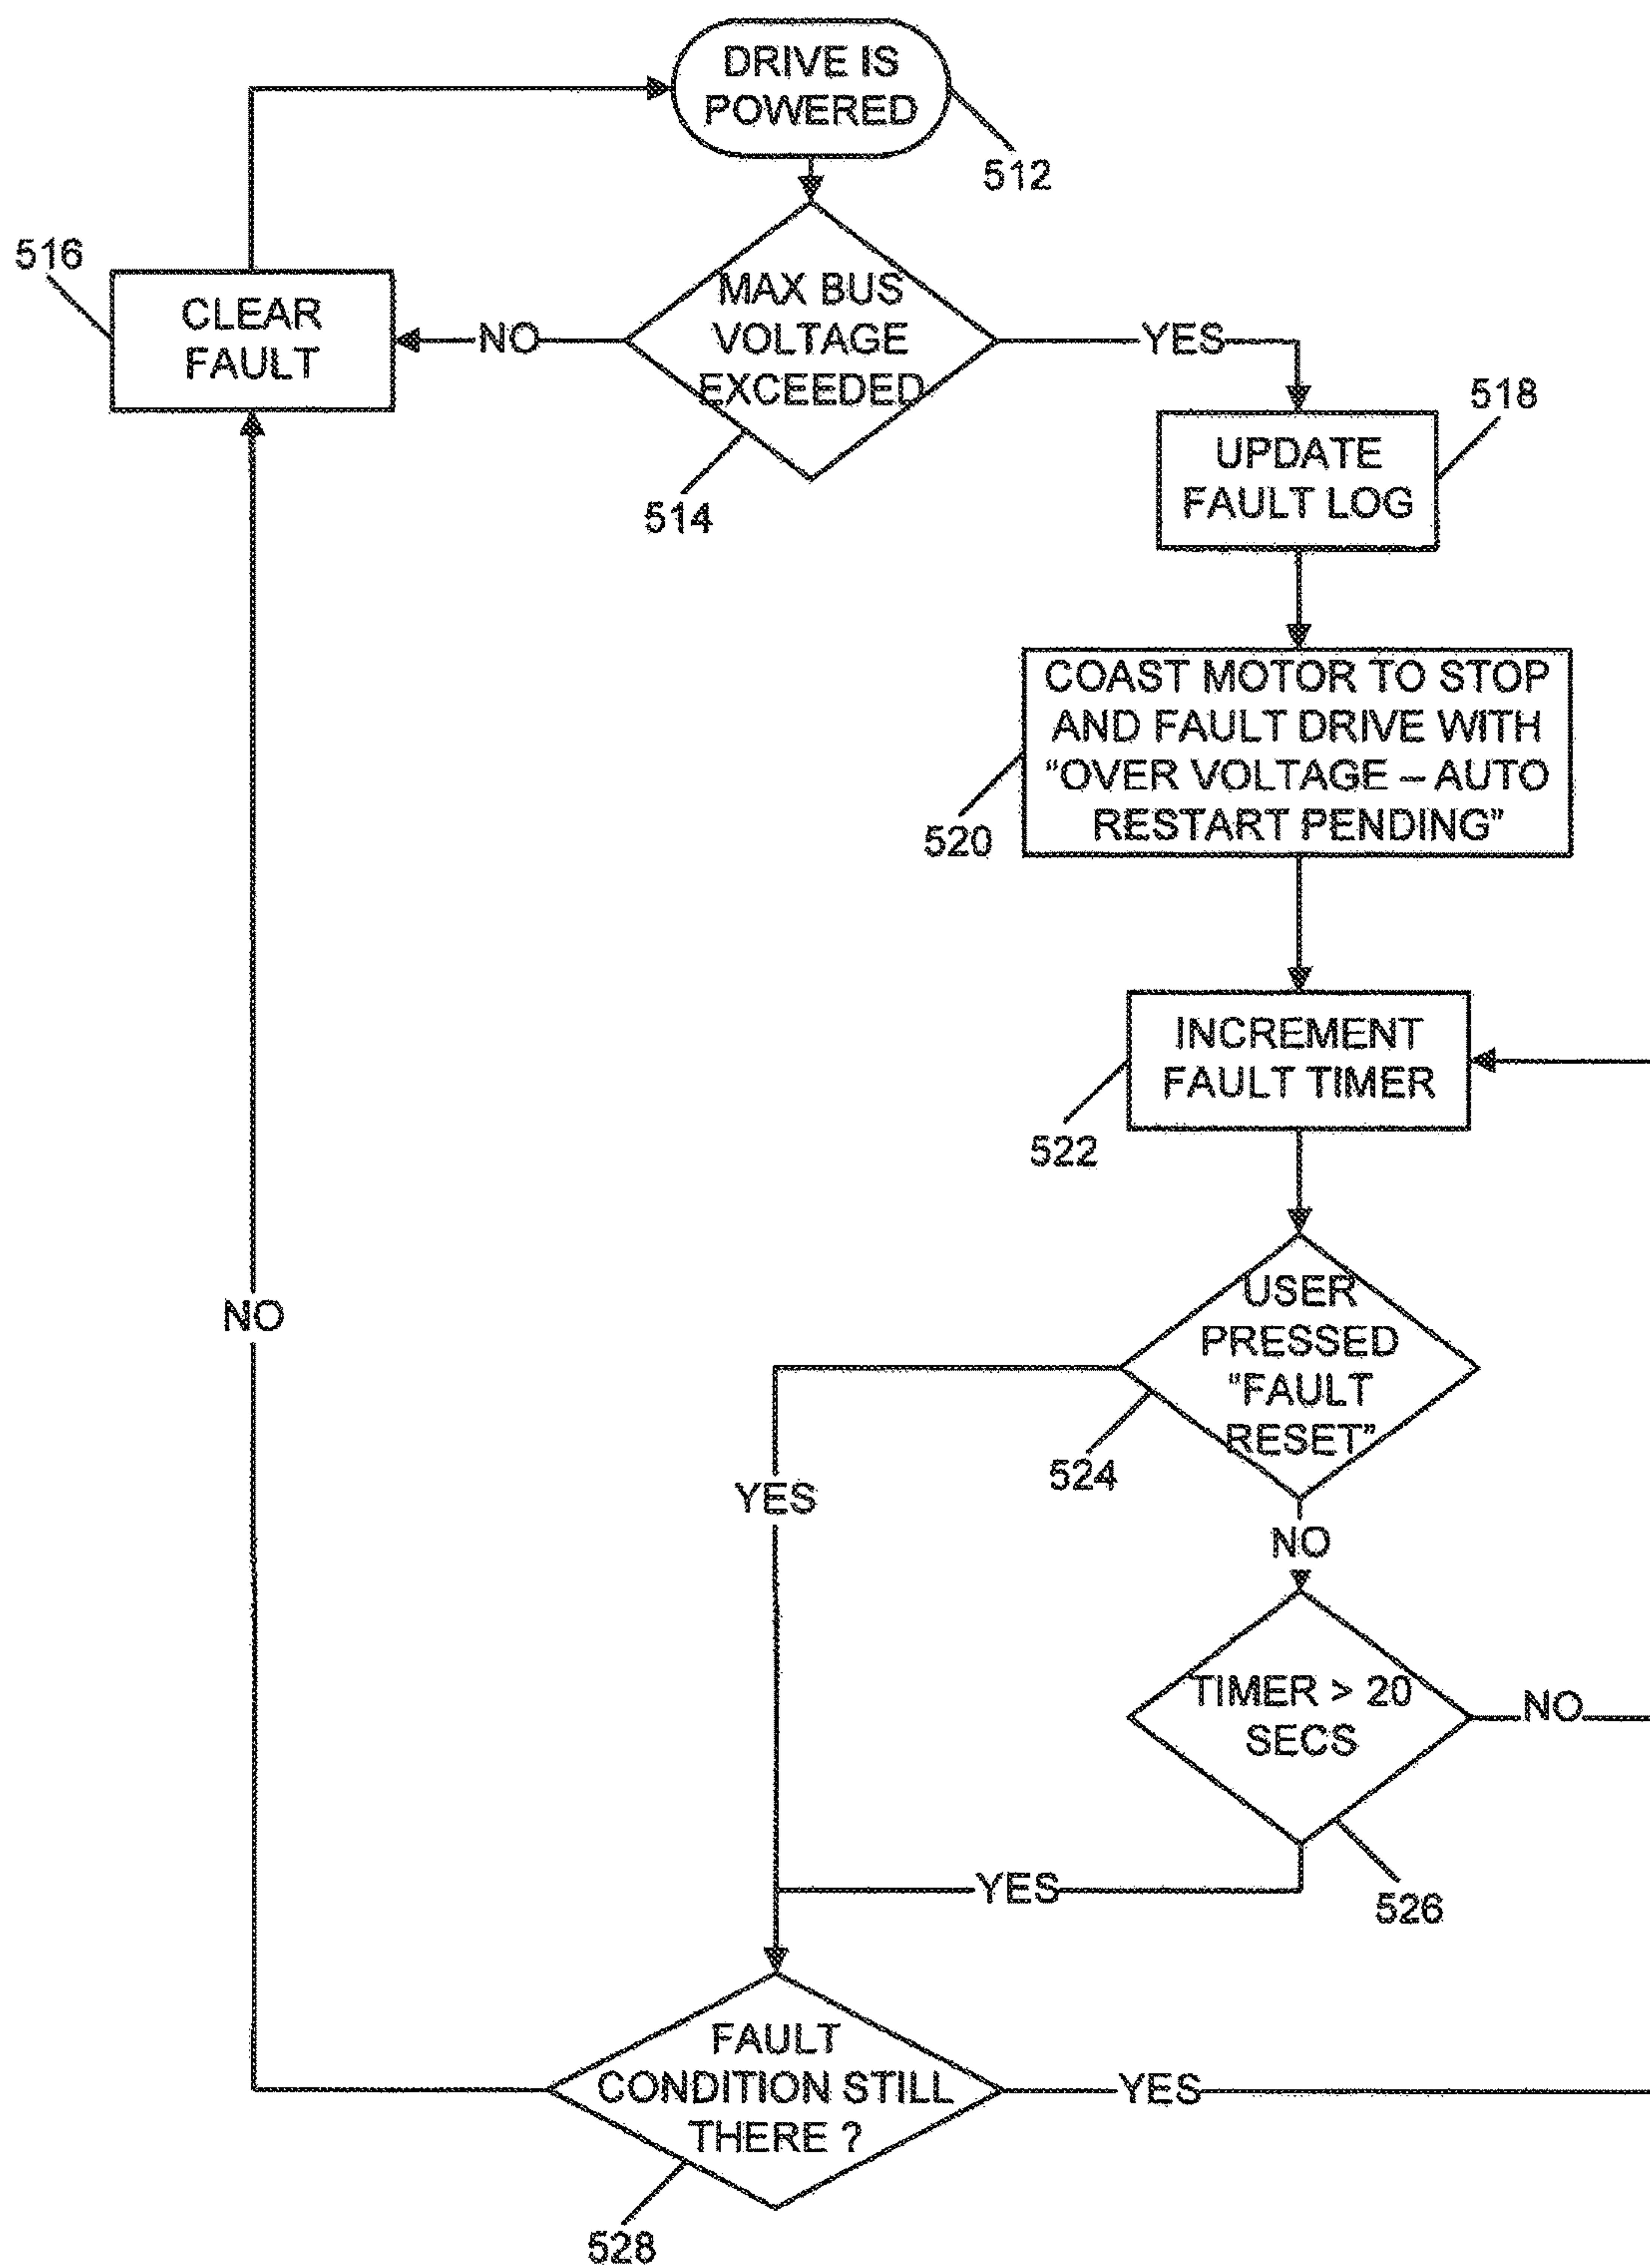 DRIVE IS
POWERED
512
516
CLEAR
FAULT
NO
MAX BUS
VOLTAGE
EXCEEDED
YES
514
518
UPDATE
FAULT LOG
COAST MOTOR TO STOP
AND FAULT DRIVE WITH
“OVER VOLTAGE – AUTO
RESTART PENDING”
520
INCREMENT
FAULT TIMER
522
USER
PRESSED
“FAULT
RESET”
524
NO
YES
NO
TIMER > 20
SECS
NO
YES
526
FAULT
CONDITION STILL
THERE ?
YES
528